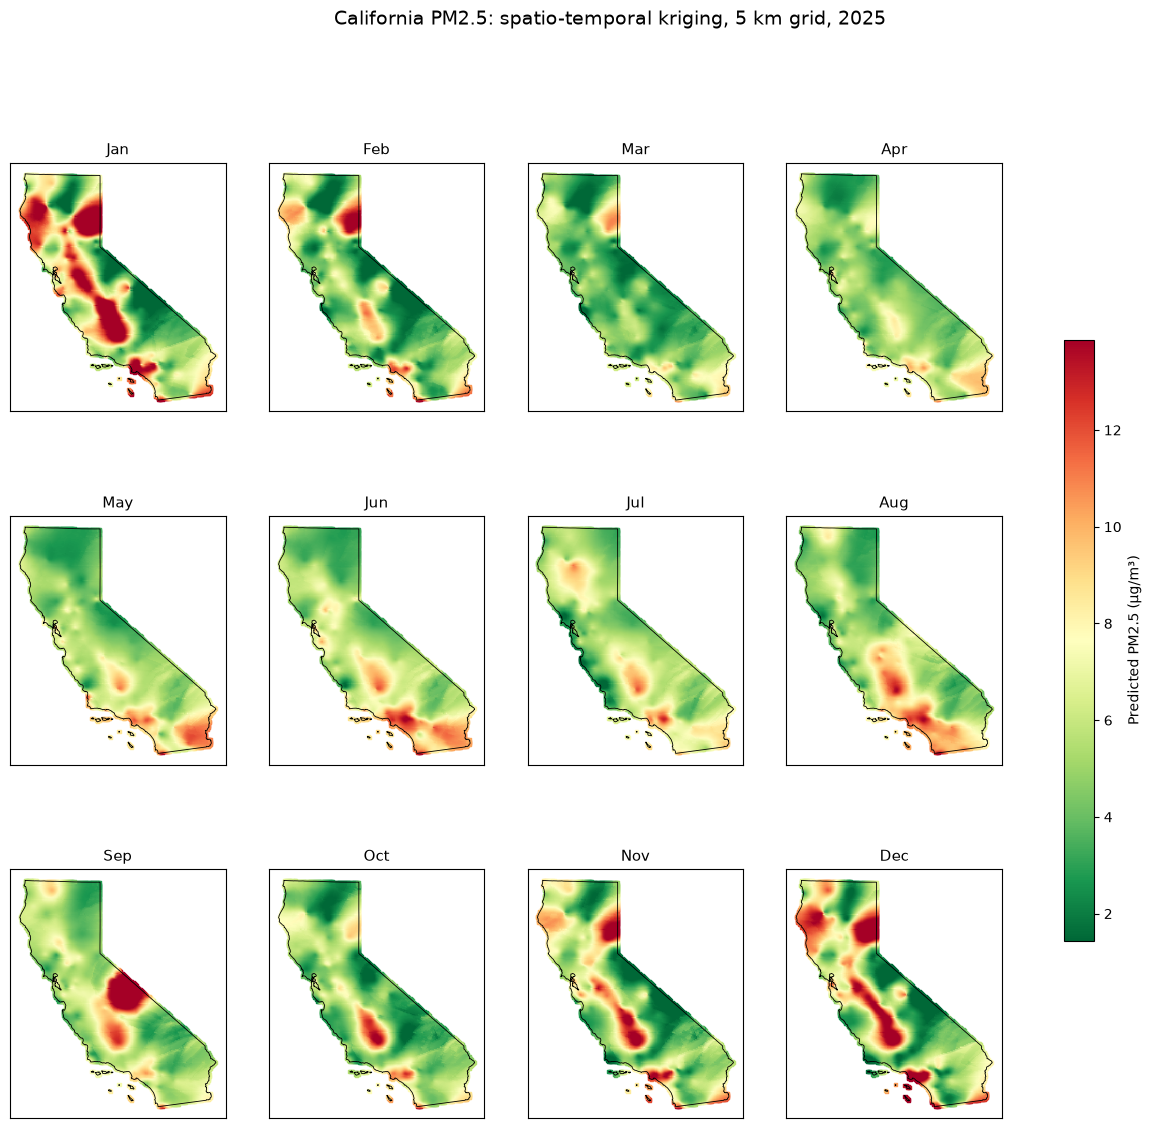 California PM2.5: spatio-temporal kriging, 5 km grid, 2025
Jan
Feb
Mar
Apr
May
Jun
Jul
Aug
Sep
Oct
Nov
Dec
12
10
8
6
4
2
Predicted PM2.5 (µg/m³)